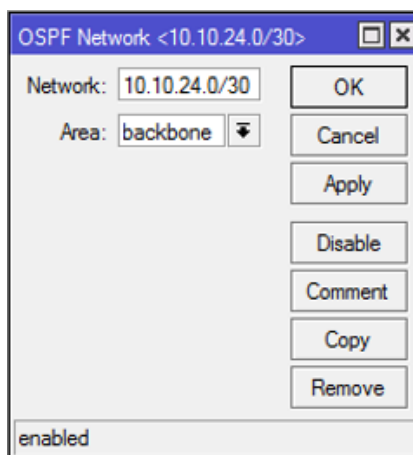 OSPF Network <10.10.24.0/30>
Network: 10.10.24.0/30
Area: backbone
OK
Cancel
Apply
Disable
Comment
Copy
Remove
enabled